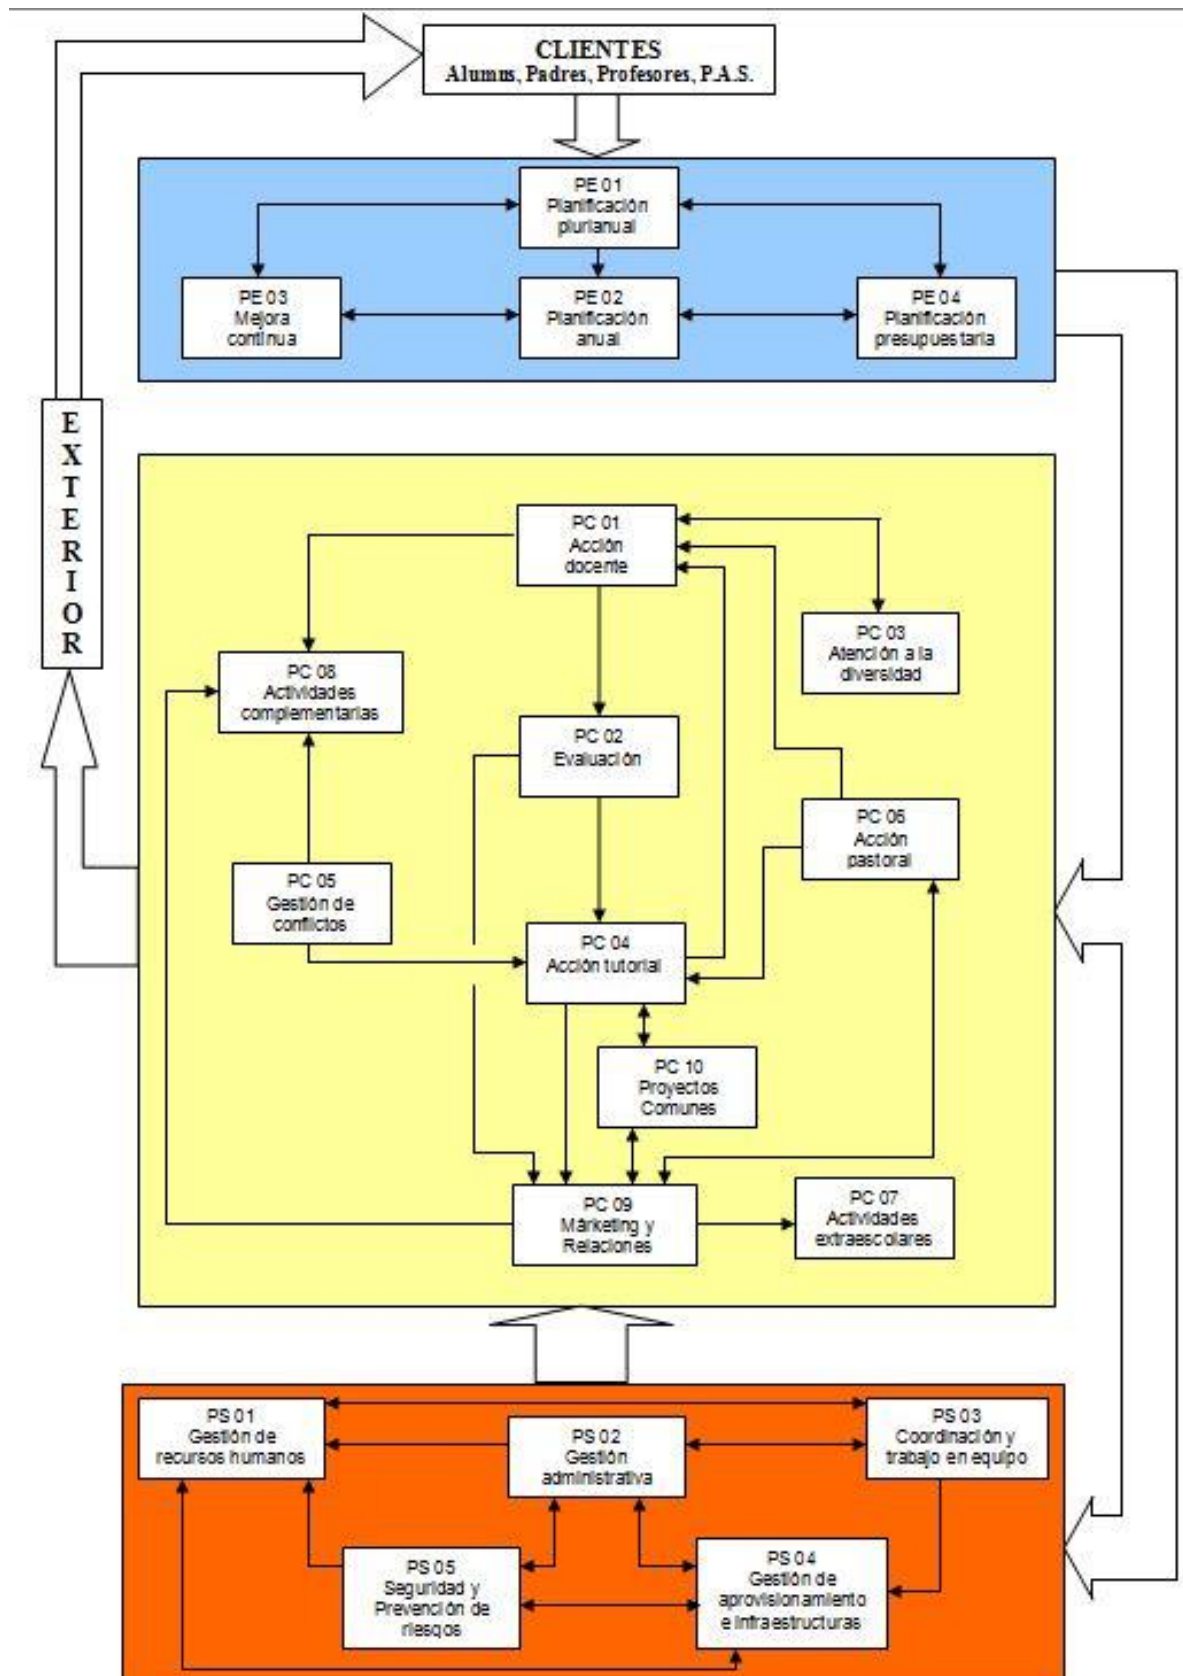 CLIENTES
Alumus, Padres, Profesores, P.A.S.
PE 01
Planificación
plurianual
PE 03
Mejora
continua
PE 02
Planificación
anual
PE 04
Planificación
presupuestaria
EXTERIOR
PC 01
Acción
docente
PC 03
Atención a la
diversidad
PC 08
Actividades
complementarias
PC 02
Evaluación
PC 06
Acción
pastoral
PC 05
Gestión de
conflictos
PC 04
Acción tutorial
PC 10
Proyectos
Comunes
PC 09
Márketing y
Relaciones
PC 07
Actividades
extraescolares
PS 01
Gestión de
recursos humanos
PS 02
Gestión
administrativa
PS 03
Coordinación y
trabajo en equipo
PS 05
Seguridad y
Prevención de
riesgos
PS 04
Gestión de
aprovisionamiento
e infraestructuras